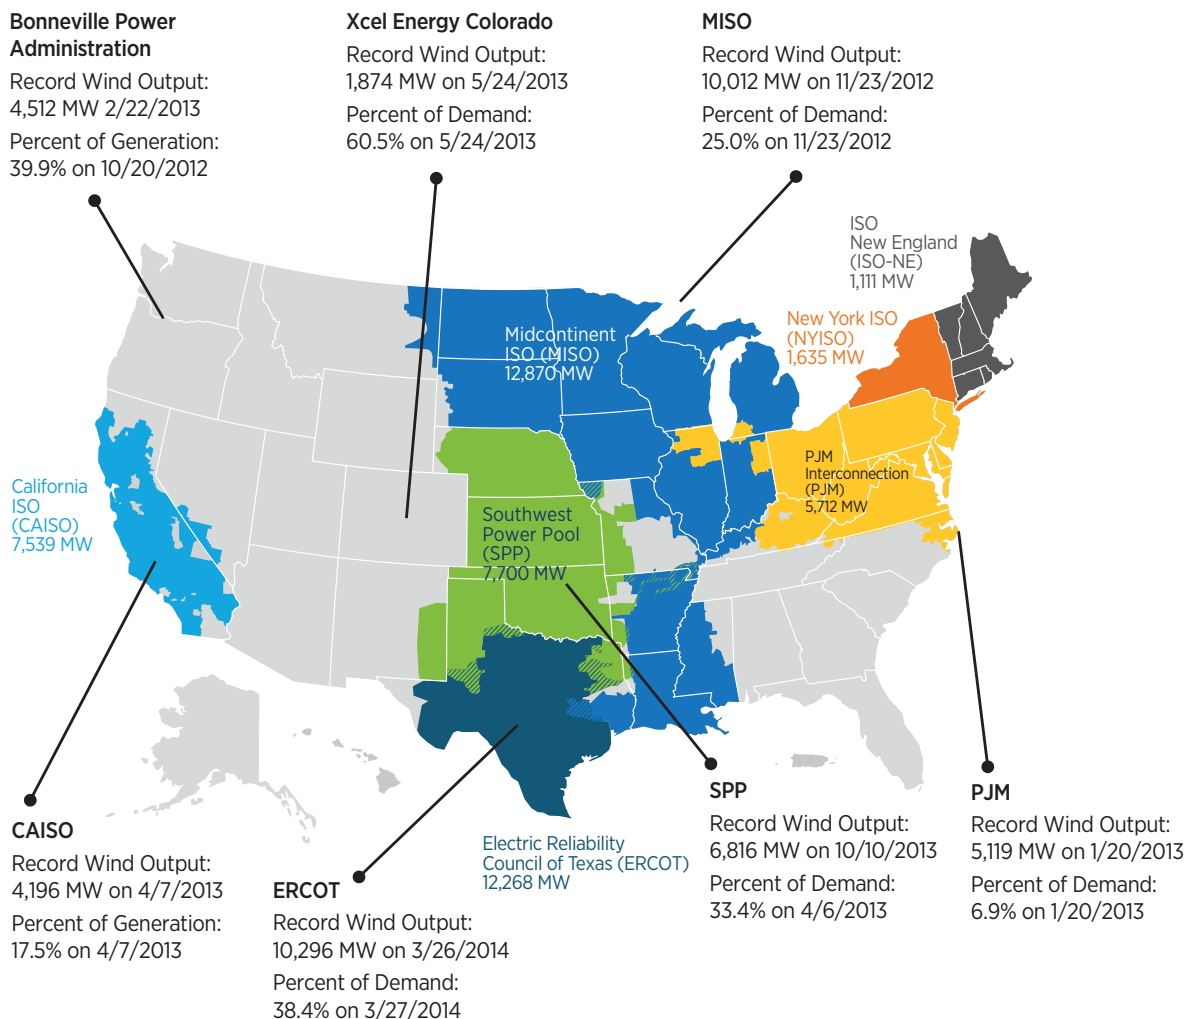 Bonneville Power
Administration
Record Wind Output:
4,512 MW 2/22/2013
Percent of Generation:
39.9% on 10/20/2012
Xcel Energy Colorado
Record Wind Output:
1,874 MW on 5/24/2013
Percent of Demand:
60.5% on 5/24/2013
MISO
Record Wind Output:
10,012 MW on 11/23/2012
Percent of Demand:
25.0% on 11/23/2012
ISO
New England
(ISO-NE)
1,111 MW
New York ISO
(NYISO)
1,635 MW
Midcontinent
ISO (MISO)
12,870 MW
PJM
Interconnection
(PJM)
5,712 MW
California
ISO
(CAISO)
7,539 MW
Southwest
Power Pool
(SPP)
7,700 MW
CAISO
Record Wind Output:
4,196 MW on 4/7/2013
Percent of Generation:
17.5% on 4/7/2013
ERCOT
Record Wind Output:
10,296 MW on 3/26/2014
Percent of Demand:
38.4% on 3/27/2014
Electric Reliability
Council of Texas (ERCOT)
12,268 MW
SPP
Record Wind Output:
6,816 MW on 10/10/2013
Percent of Demand:
33.4% on 4/6/2013
PJM
Record Wind Output:
5,119 MW on 1/20/2013
Percent of Demand:
6.9% on 1/20/2013